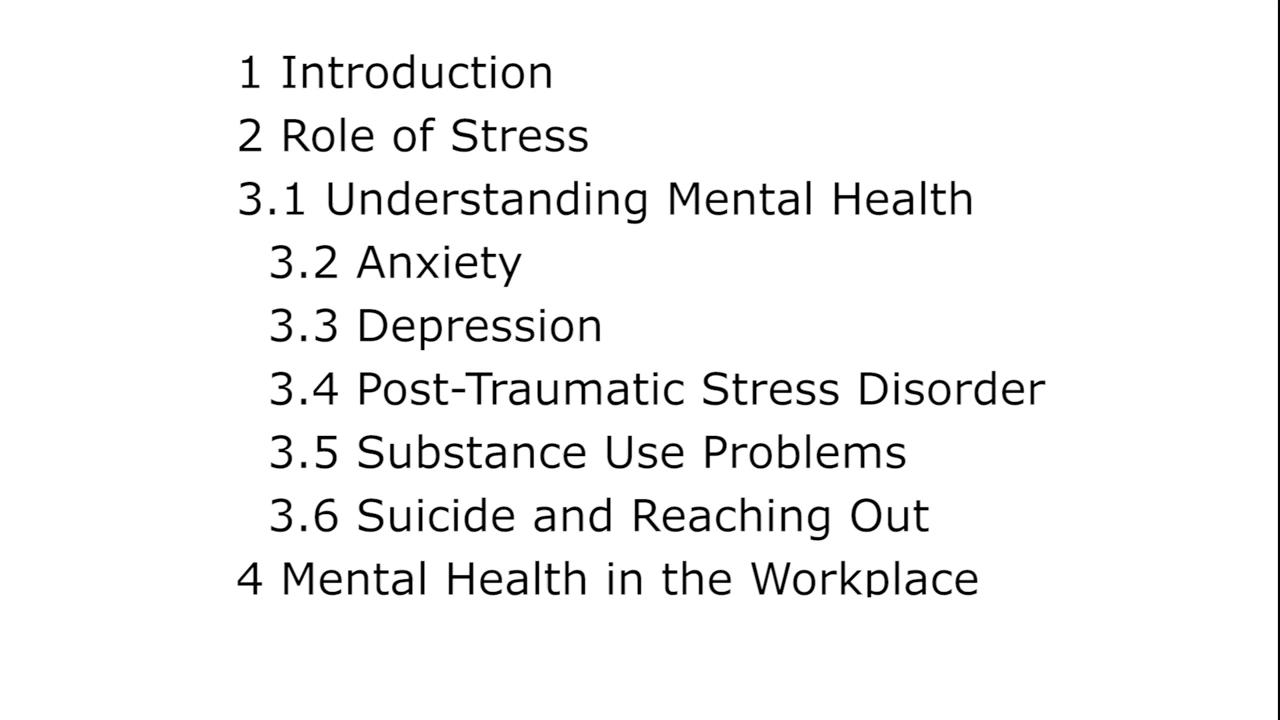 1 Introduction
2 Role of Stress
3.1 Understanding Mental Health
3.2 Anxiety
3.3 Depression
3.4 Post-Traumatic Stress Disorder
3.5 Substance Use Problems
3.6 Suicide and Reaching Out
4 Mental Health in the Workplace